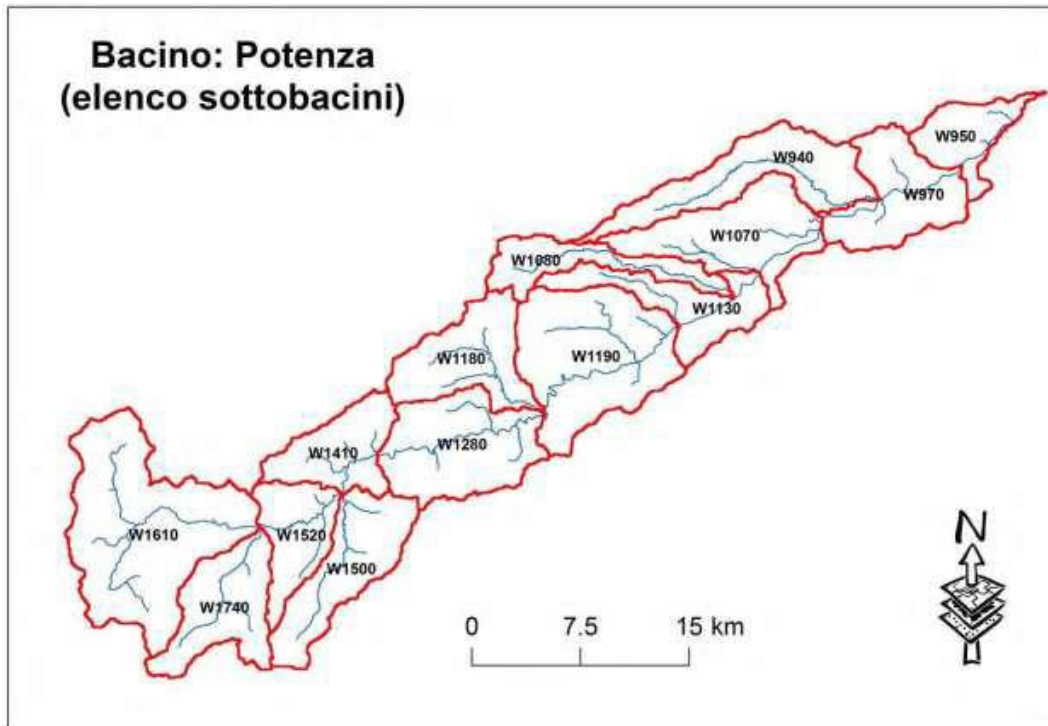 Bacino: Potenza
(elenco sottobacini)
W950
W940
W970
W1070
W1080
W1130
W1180
W1190
W1280
W1410
W1610
W1520
W1500
W1740
N
0 7.5 15 km